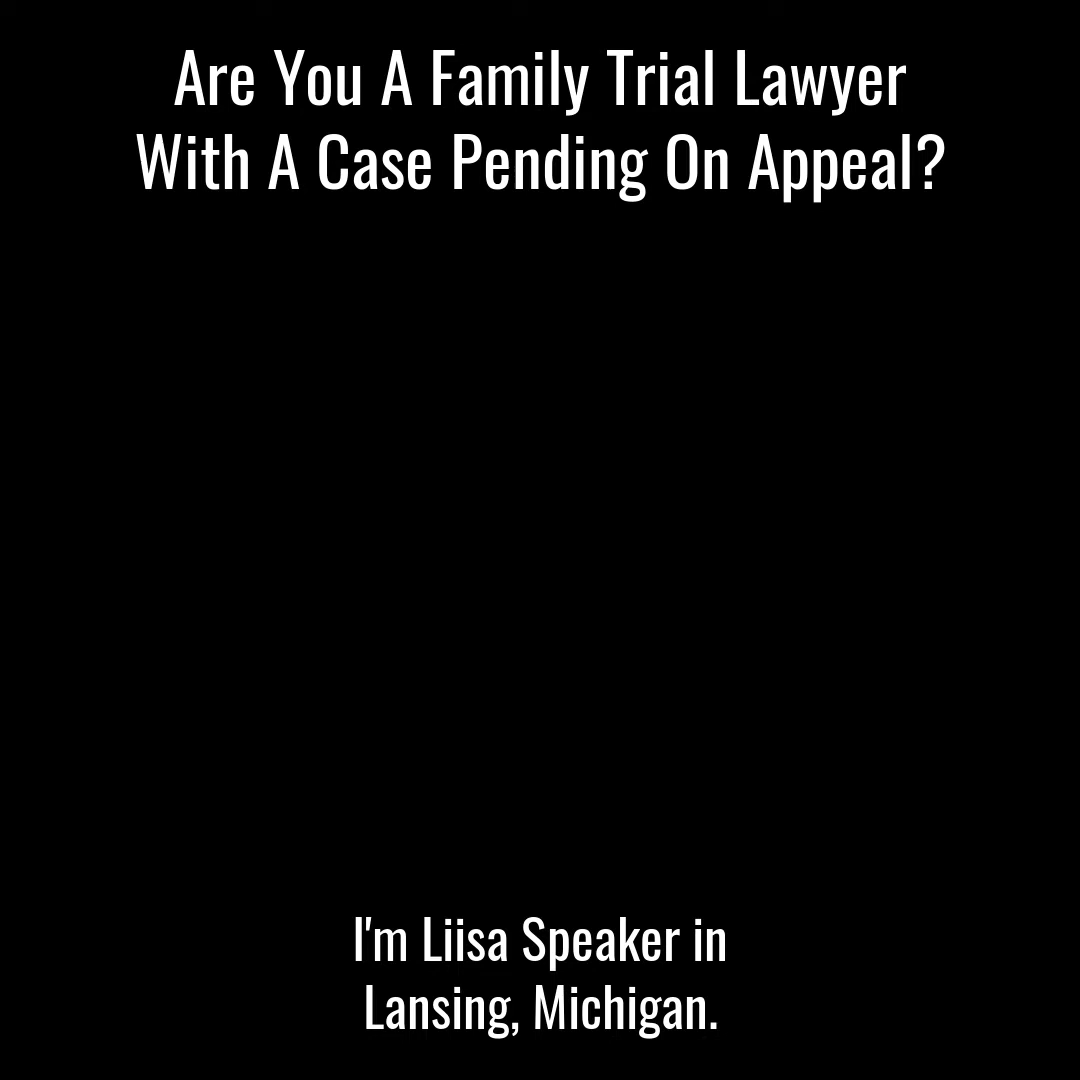 Are You A Family Trial Lawyer
With A Case Pending On Appeal?
I'm Liisa Speaker in
Lansing, Michigan.